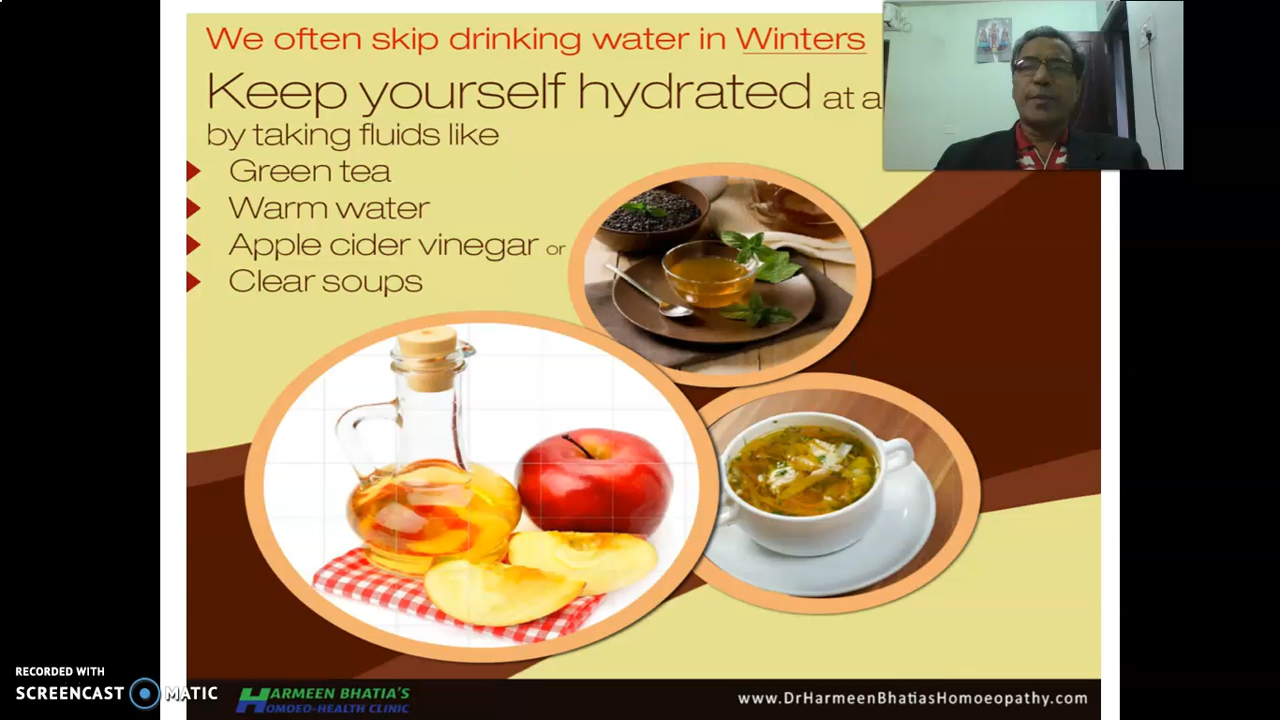 We often skip drinking water in Winters
Keep yourself hydrated at a
by taking fluids like
Green tea
Warm water
Apple cider vinegar or
Clear soups
RECORDED WITH
SCREENCAST MATIC
HARMEEN BHATIA'S
HOMOEO-HEALTH CLINIC
www.DrHarmeenBhatiasHomoeopathy.com